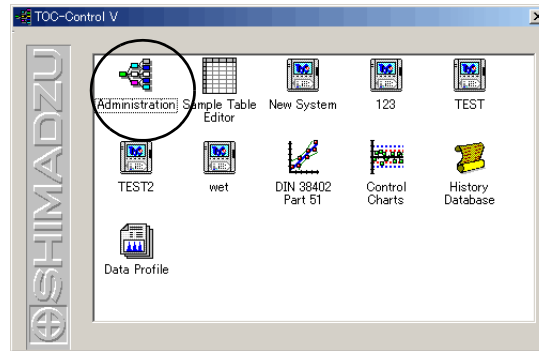 TOC-Control V
SHIMADZU
Administration
Sample Table
Editor
New System
123
TEST
TEST2
wet
DIN 38402
Part 51
Control
Charts
History
Database
Data Profile